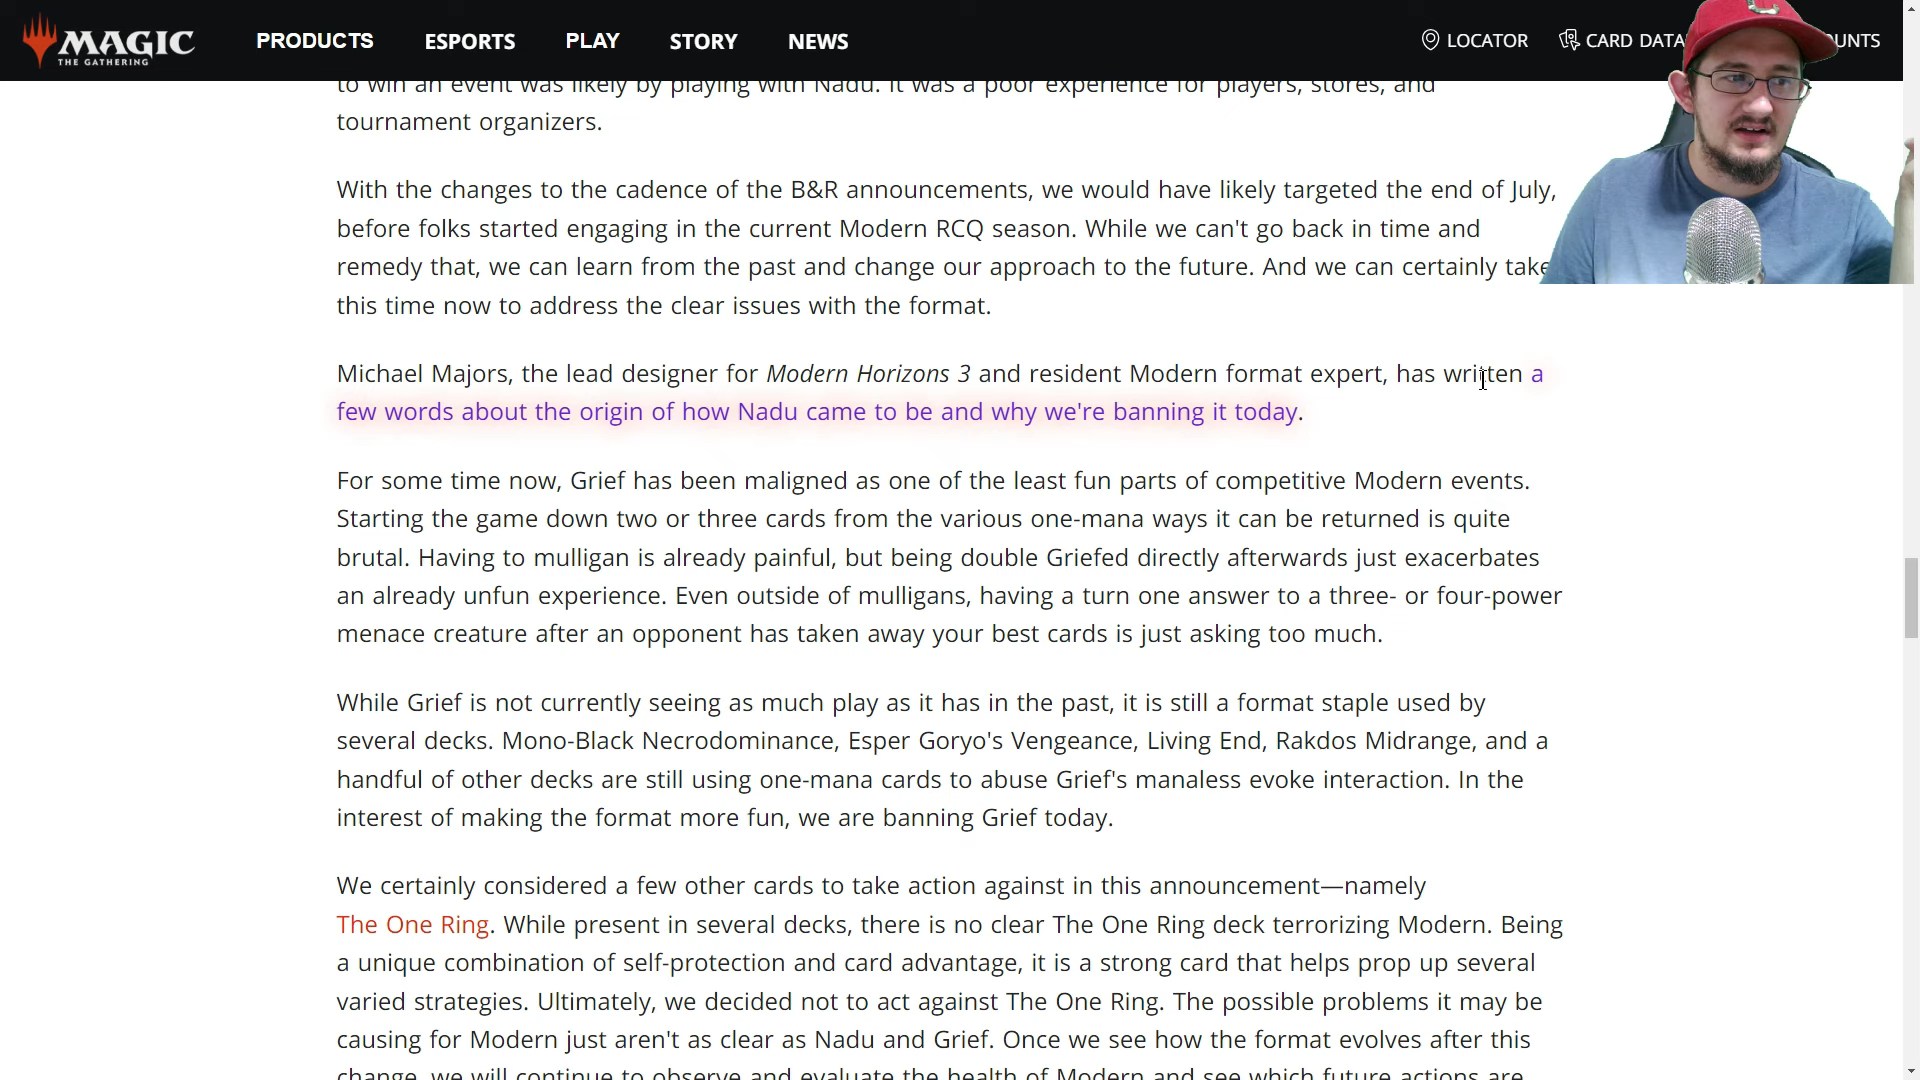 MAGIC
THE GATHERING
PRODUCTS
ESPORTS
PLAY
STORY
NEWS
LOCATOR
CARD DATA
UNTS
to win an event was likely by playing with Nadu. It was a poor experience for players, stores, and
tournament organizers.
With the changes to the cadence of the B&R announcements, we would have likely targeted the end of July,
before folks started engaging in the current Modern RCQ season. While we can't go back in time and
remedy that, we can learn from the past and change our approach to the future. And we can certainly take
this time now to address the clear issues with the format.
Michael Majors, the lead designer for Modern Horizons 3 and resident Modern format expert, has written a
few words about the origin of how Nadu came to be and why we're banning it today.
For some time now, Grief has been maligned as one of the least fun parts of competitive Modern events.
Starting the game down two or three cards from the various one-mana ways it can be returned is quite
brutal. Having to mulligan is already painful, but being double Griefed directly afterwards just exacerbates
an already unfun experience. Even outside of mulligans, having a turn one answer to a three- or four-power
menace creature after an opponent has taken away your best cards is just asking too much.
While Grief is not currently seeing as much play as it has in the past, it is still a format staple used by
several decks. Mono-Black Necrodominance, Esper Goryo's Vengeance, Living End, Rakdos Midrange, and a
handful of other decks are still using one-mana cards to abuse Grief's manaless evoke interaction. In the
interest of making the format more fun, we are banning Grief today.
We certainly considered a few other cards to take action against in this announcement—namely
The One Ring. While present in several decks, there is no clear The One Ring deck terrorizing Modern. Being
a unique combination of self-protection and card advantage, it is a strong card that helps prop up several
varied strategies. Ultimately, we decided not to act against The One Ring. The possible problems it may be
causing for Modern just aren't as clear as Nadu and Grief. Once we see how the format evolves after this
change, we will continue to observe and evaluate the health of Modern and see which future actions are